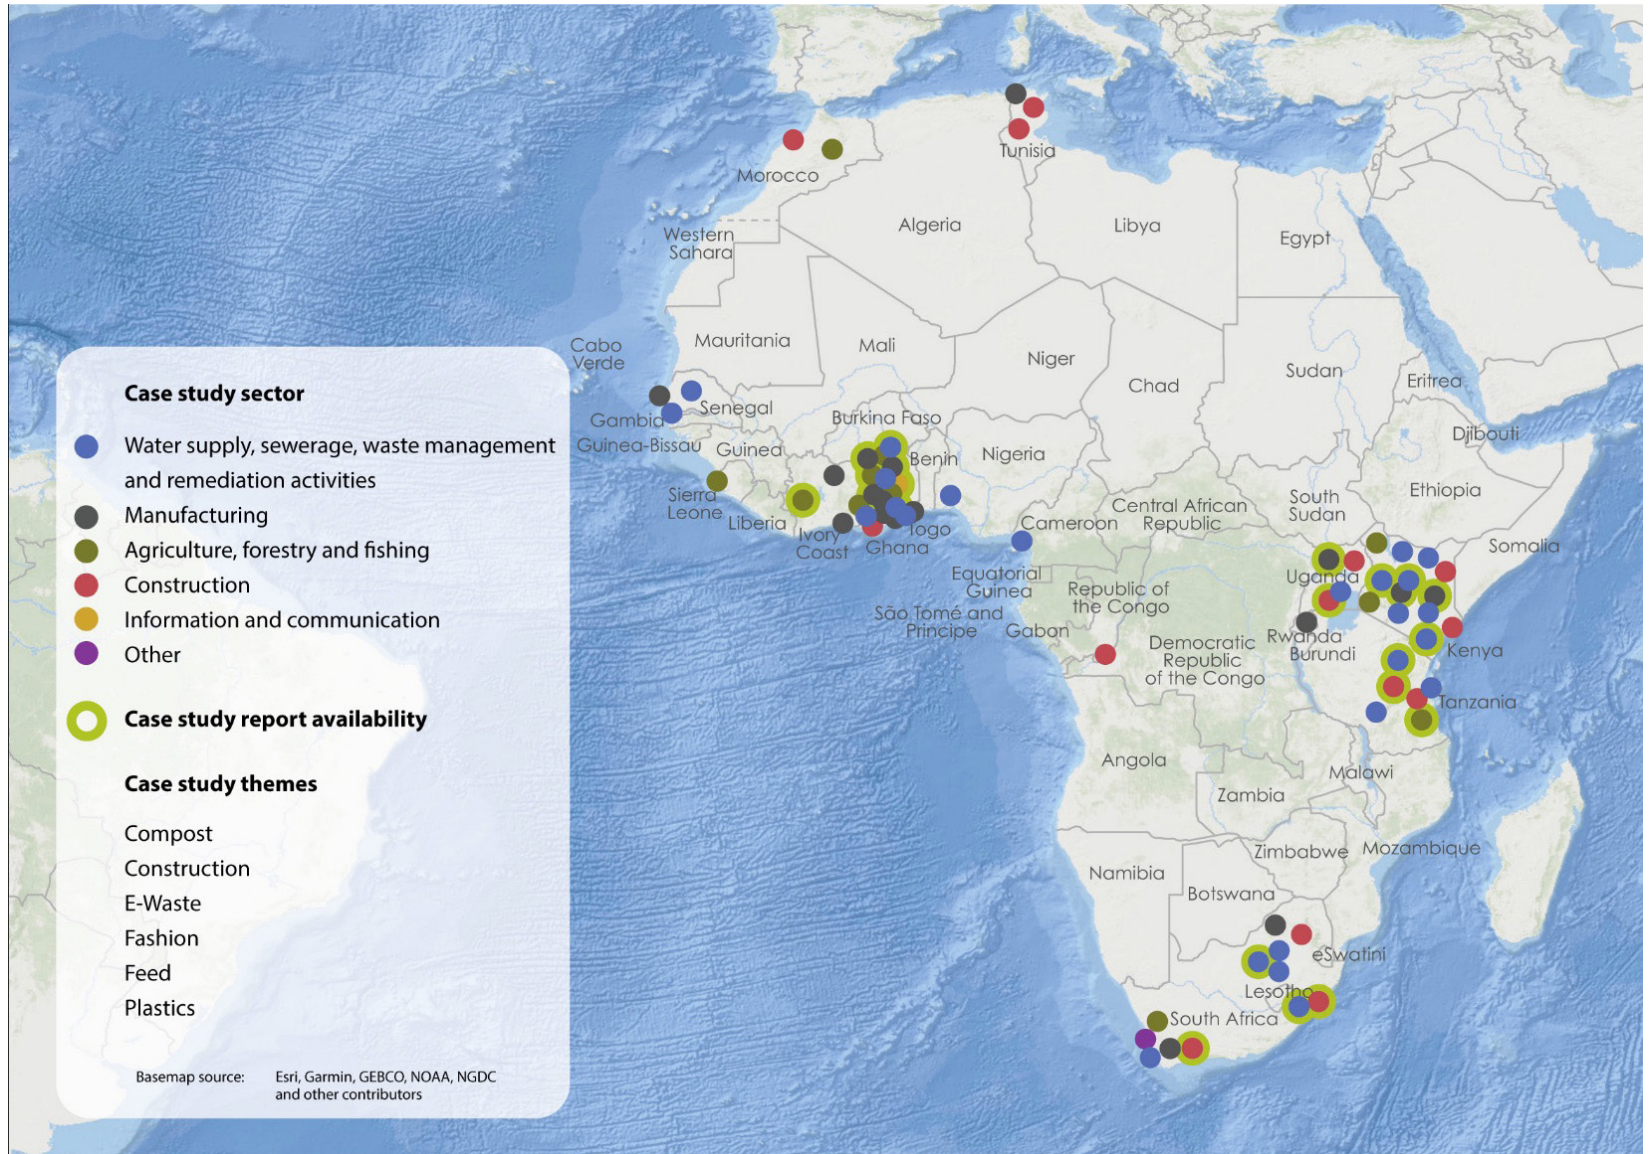 Case study sector
Water supply, sewerage, waste management
and remediation activities
Manufacturing
Agriculture, forestry and fishing
Construction
Information and communication
Other
Case study report availability
Case study themes
Compost
Construction
E-Waste
Fashion
Feed
Plastics
Basemap source: Esri, Garmin, GEBCO, NOAA, NGDC
and other contributors
Tunisia
Morocco
Algeria
Libya
Egypt
Western
Sahara
Cabo
Verde
Mauritania
Mali
Niger
Chad
Sudan
Eritrea
Senegal
Gambia
Burkina Faso
Djibouti
Guinea-Bissau
Guinea
Benin
Nigeria
Ethiopia
Sierra
Leone
Liberia
Ivory
Coast
Togo
Ghana
Cameroon
Central African
Republic
South
Sudan
Somalia
Equatorial
Guinea
Uganda
Republic of
the Congo
São Tomé and
Principe
Gabon
Rwanda
Burundi
Kenya
Democratic
Republic
of the Congo
Tanzania
Angola
Malawi
Zambia
Zimbabwe
Mozambique
Namibia
Botswana
eSwatini
Lesotho
South Africa